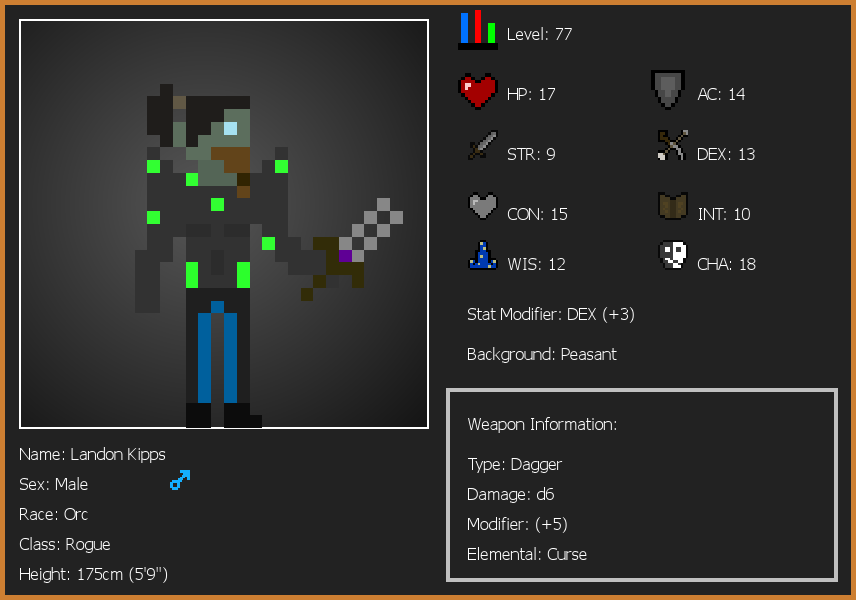 Level: 77
HP: 17
AC: 14
STR: 9
DEX: 13
CON: 15
INT: 10
WIS: 12
CHA: 18
Stat Modifier: DEX (+3)
Background: Peasant
Weapon Information:
Type: Dagger
Damage: d6
Modifier: (+5)
Elemental: Curse
Name: Landon Kipps
Sex: Male
Race: Orc
Class: Rogue
Height: 175cm (5'9")